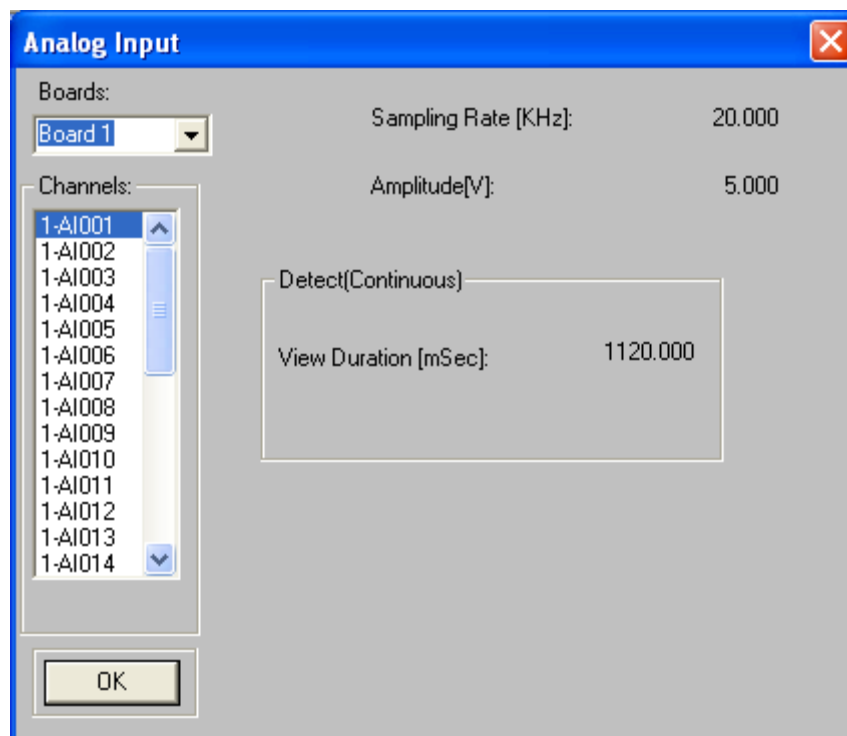 Analog Input
Boards:
Board 1
Sampling Rate [KHz]: 20.000
Amplitude[V]: 5.000
Channels:
1-AI001
1-AI002
1-AI003
1-AI004
1-AI005
1-AI006
1-AI007
1-AI008
1-AI009
1-AI010
1-AI011
1-AI012
1-AI013
1-AI014
Detect(Continuous)
View Duration [mSec]: 1120.000
OK